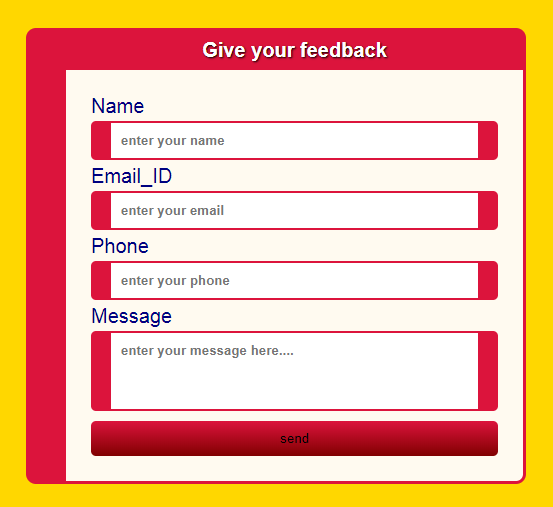 Give your feedback
Name
enter your name
Email_ID
enter your email
Phone
enter your phone
Message
enter your message here....
send